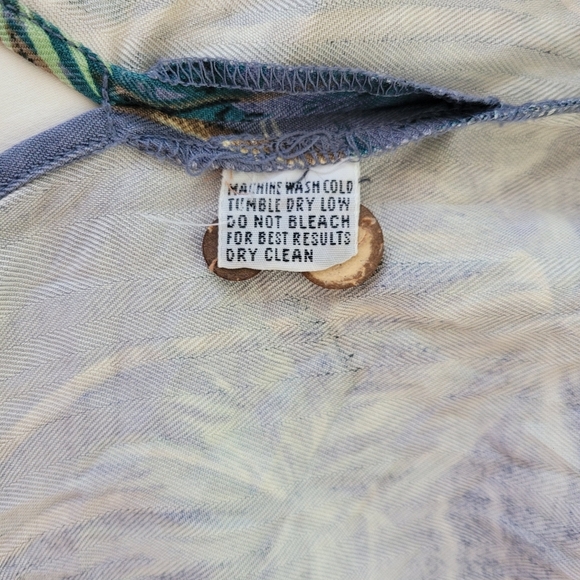 MACHINE WASH COLD
TUMBLE DRY LOW
DO NOT BLEACH
FOR BEST RESULTS
DRY CLEAN